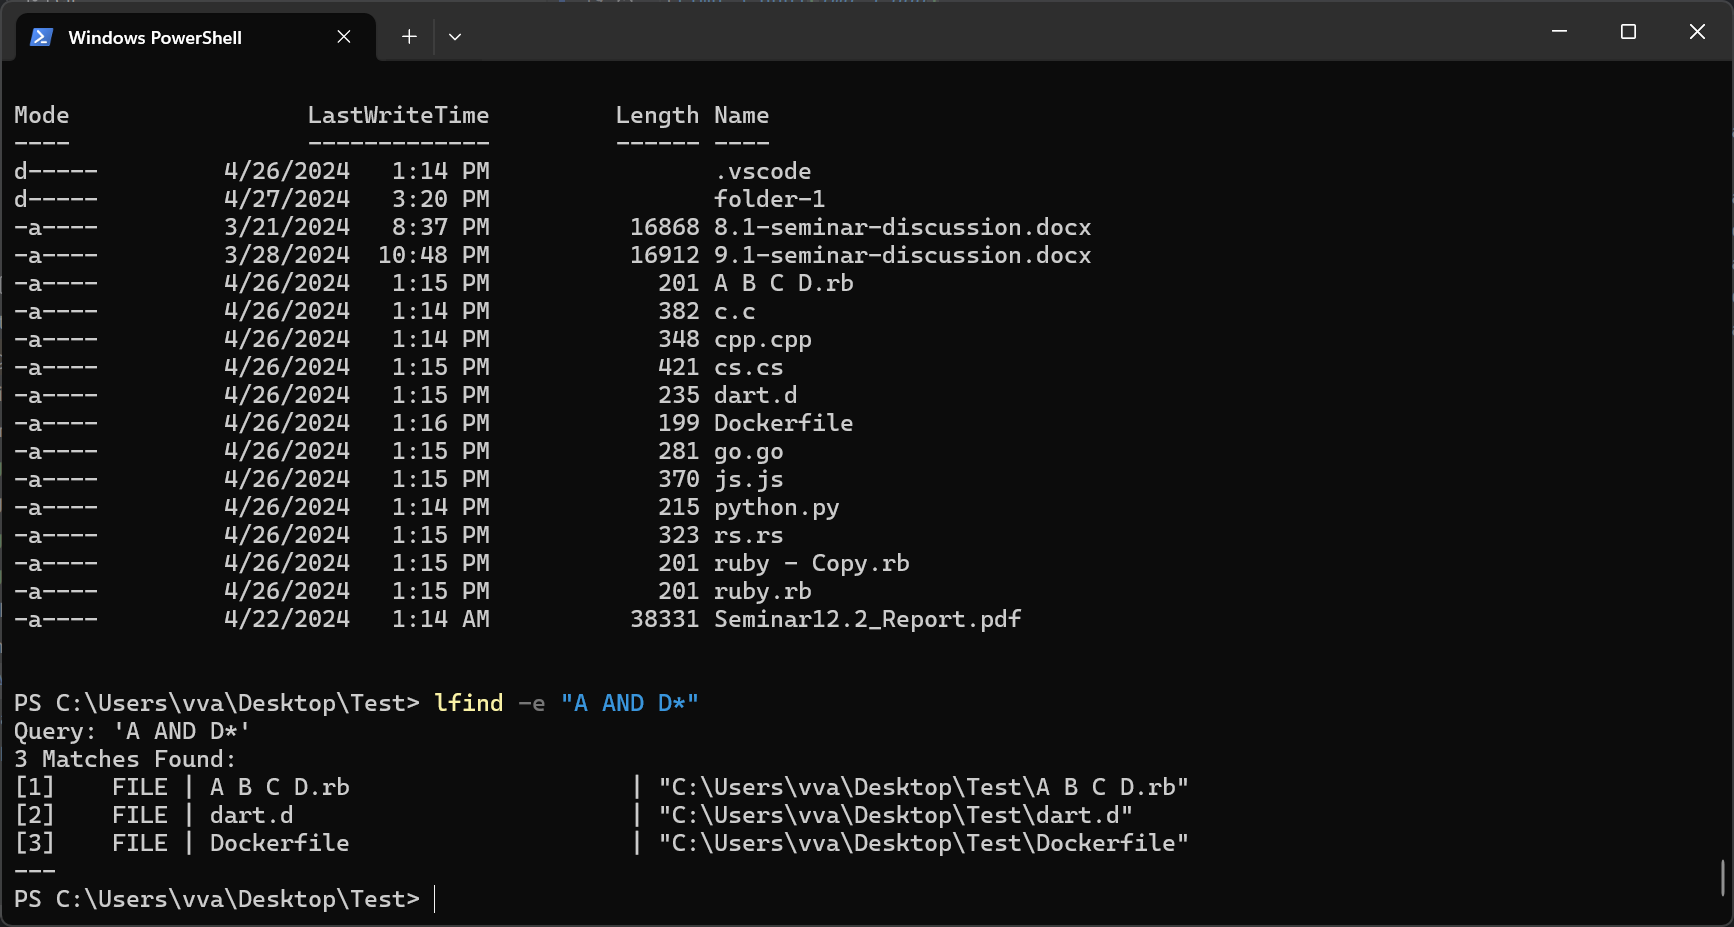 Windows PowerShell
Mode                 LastWriteTime         Length Name
----                 -------------         ------ ----
d-----         4/26/2024   1:14 PM                .vscode
d-----         4/27/2024   3:20 PM                folder-1
-a----         3/21/2024   8:37 PM          16868 8.1-seminar-discussion.docx
-a----         3/28/2024  10:48 PM          16912 9.1-seminar-discussion.docx
-a----         4/26/2024   1:15 PM            201 A B C D.rb
-a----         4/26/2024   1:14 PM            382 c.c
-a----         4/26/2024   1:14 PM            348 cpp.cpp
-a----         4/26/2024   1:15 PM            421 cs.cs
-a----         4/26/2024   1:15 PM            235 dart.d
-a----         4/26/2024   1:16 PM            199 Dockerfile
-a----         4/26/2024   1:15 PM            281 go.go
-a----         4/26/2024   1:15 PM            370 js.js
-a----         4/26/2024   1:14 PM            215 python.py
-a----         4/26/2024   1:15 PM            323 rs.rs
-a----         4/26/2024   1:15 PM            201 ruby - Copy.rb
-a----         4/26/2024   1:15 PM            201 ruby.rb
-a----         4/22/2024   1:14 AM          38331 Seminar12.2_Report.pdf
PS C:\Users\vva\Desktop\Test> lfind -e "A AND D*"
Query: 'A AND D*'
3 Matches Found:
[1]    FILE | A B C D.rb                    | "C:\Users\vva\Desktop\Test\A B C D.rb"
[2]    FILE | dart.d                        | "C:\Users\vva\Desktop\Test\dart.d"
[3]    FILE | Dockerfile                    | "C:\Users\vva\Desktop\Test\Dockerfile"
---
PS C:\Users\vva\Desktop\Test>